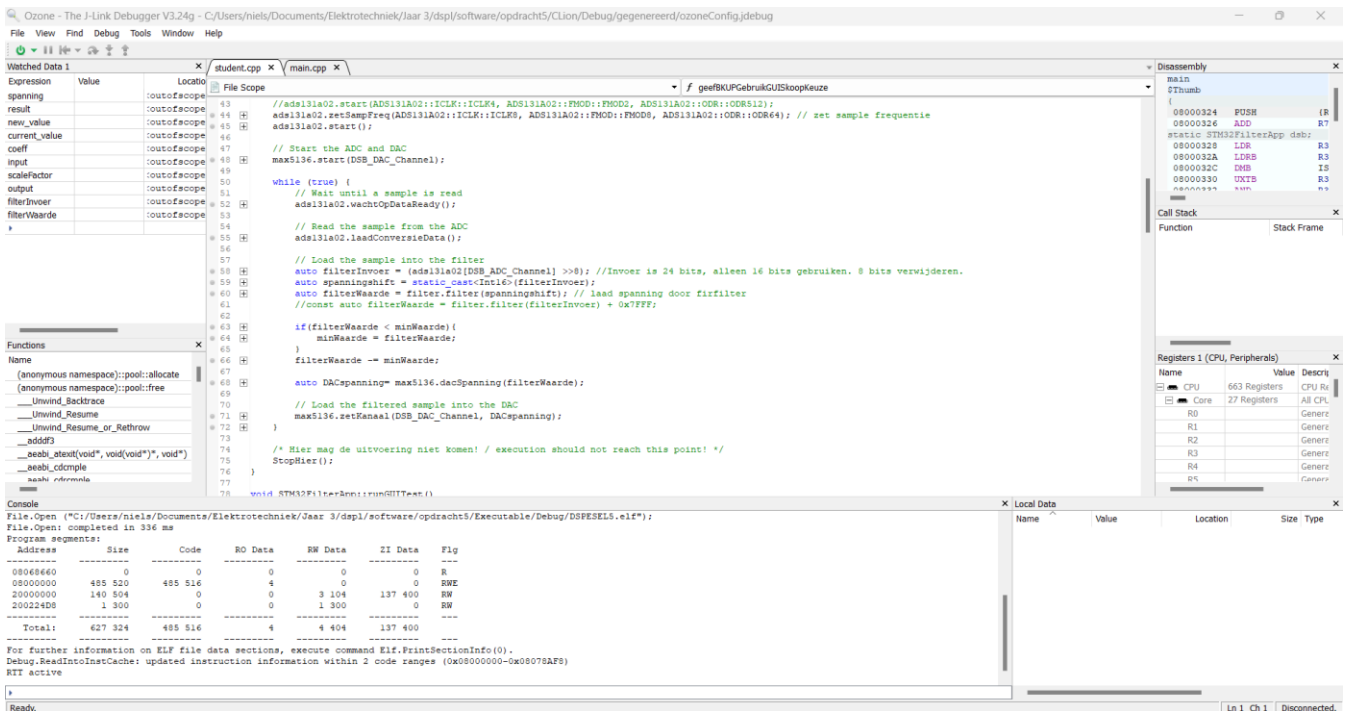 Ozone - The J-Link Debugger V3.24g - C:/Users/niels/Documents/Elektrotechniek/Jaar 3/dspl/software/opdracht5/CLion/Debug/gegenereerd/ozoneConfig.jdebug
File View Find Debug Tools Window Help
Watched Data 1
Expression Value Locatio
spanning :outofscope
result :outofscope
new_value :outofscope
current_value :outofscope
coeff :outofscope
input :outofscope
scaleFactor :outofscope
output :outofscope
filterInvoer :outofscope
filterWaarde :outofscope
Functions
Name
(anonymous namespace)::pool::allocate
(anonymous namespace)::pool::free
___Unwind_Backtrace
___Unwind_Resume
___Unwind_Resume_or_Rethrow
__adddf3
__aeabi_atexit(void*, void(void*)*, void*)
__aeabi_cdcmple
__aeabi_cdrcmple
student.cpp main.cpp
File Scope geefBKUPGebruikGUISkoopKeuze
43 //ads131a02.start(ADS131A02::ICLK::ICLK4, ADS131A02::FMOD::FMOD2, ADS131A02::ODR::ODR512);
44 ads131a02.zetSampFreq(ADS131A02::ICLK::ICLK8, ADS131A02::FMOD::FMOD8, ADS131A02::ODR::ODR64); // zet sample frequentie
45 ads131a02.start();
46
47 // Start the ADC and DAC
48 max5136.start(DSB_DAC_Channel);
49
50 while (true) {
51 // Wait until a sample is read
52 ads131a02.wachtOpDataReady();
53
54 // Read the sample from the ADC
55 ads131a02.laadConversieData();
56
57 // Load the sample into the filter
58 auto filterInvoer = (ads131a02[DSB_ADC_Channel] >>8); //Invoer is 24 bits, alleen 16 bits gebruiken. 8 bits verwijderen.
59 auto spanningshift = static_cast<Int16>(filterInvoer);
60 auto filterWaarde = filter.filter(spanningshift); // laad spanning door firfilter
61 //const auto filterWaarde = filter.filter(filterInvoer) + 0x7FFF;
62
63 if(filterWaarde < minWaarde){
64 minWaarde = filterWaarde;
65 }
66 filterWaarde -= minWaarde;
67
68 auto DACspanning= max5136.dacSpanning(filterWaarde);
69
70 // Load the filtered sample into the DAC
71 max5136.zetKanaal(DSB_DAC_Channel, DACspanning);
72 }
73
74 /* Hier mag de uitvoering niet komen! / execution should not reach this point! */
75 StopHier();
76 }
77
78 void STM32FilterApp::runGUITest()
Disassembly
main
$Thumb
{
08000324 PUSH {R
08000326 ADD R7
static STM32FilterApp dsb;
08000328 LDR R3
0800032A LDRB R3
0800032C DMB IS
08000330 UXTB R3
08000332 AND R3
Call Stack
Function Stack Frame
Registers 1 (CPU, Peripherals)
Name Value Descrip
CPU 663 Registers CPU Re
Core 27 Registers All CPU
R0 Genera
R1 Genera
R2 Genera
R3 Genera
R4 Genera
R5 Genera
Console
File.Open ("C:/Users/niels/Documents/Elektrotechniek/Jaar 3/dspl/software/opdracht5/Executable/Debug/DSPESEL5.elf");
File.Open: completed in 336 ms
Program segments:
Address Size Code RO Data RW Data ZI Data Flg
--------- --------- --------- --------- --------- --------- ---
08068660 0 0 0 0 0 R
08000000 485 520 485 516 4 0 0 RWE
20000000 140 504 0 0 3 104 137 400 RW
200224D8 1 300 0 0 1 300 0 RW
--------- --------- --------- --------- --------- --------- ---
Total: 627 324 485 516 4 4 404 137 400
--------- --------- --------- --------- --------- --------- ---
For further information on ELF file data sections, execute command Elf.PrintSectionInfo(0).
Debug.ReadIntoInstCache: updated instruction information within 2 code ranges (0x08000000-0x08078AF8)
RTT active
Local Data
Name Value Location Size Type
Ready. Ln 1 Ch 1 Disconnected.